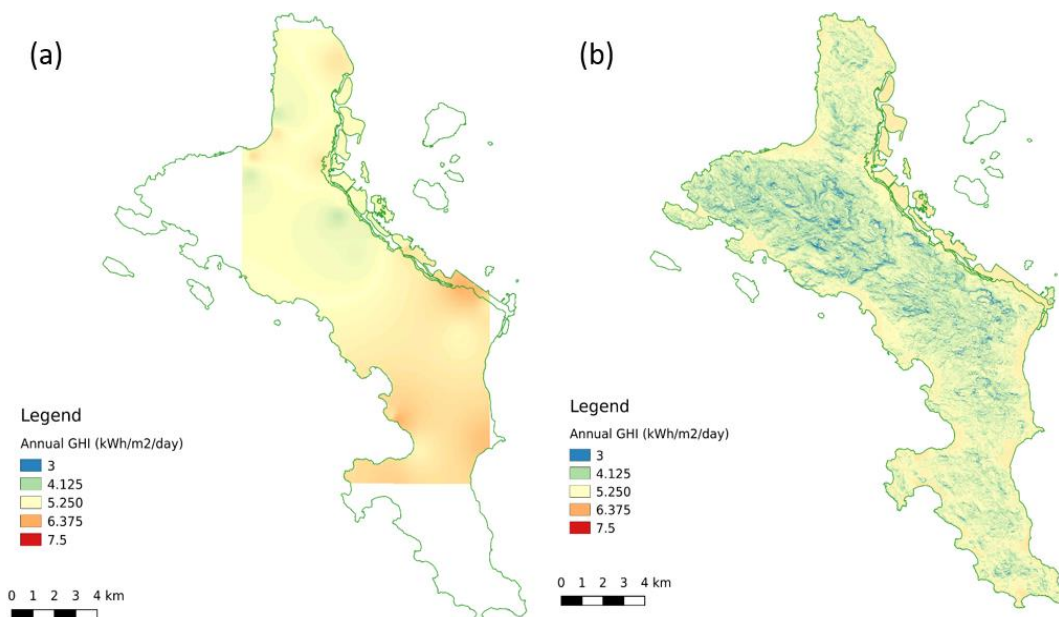 (a)
Legend
Annual GHI (kWh/m2/day)
3
4.125
5.250
6.375
7.5
0 1 2 3 4 km
(b)
Legend
Annual GHI (kWh/m2/day)
3
4.125
5.250
6.375
7.5
0 1 2 3 4 km